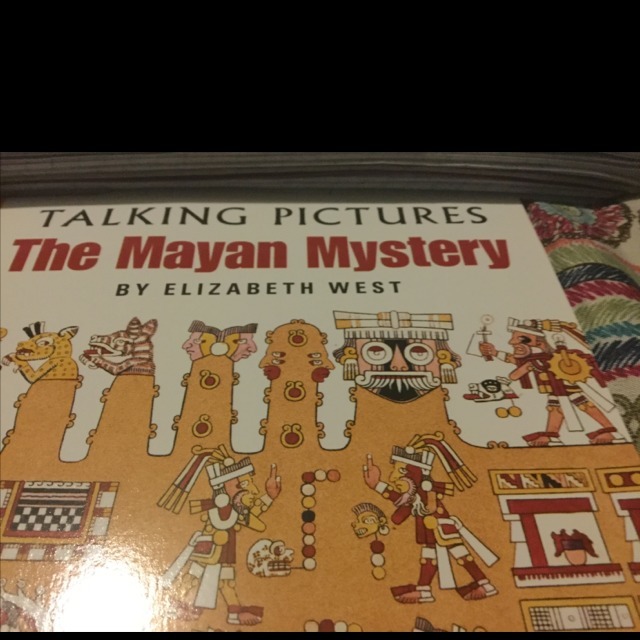 TALKING PICTURES
The Mayan Mystery
BY ELIZABETH WEST